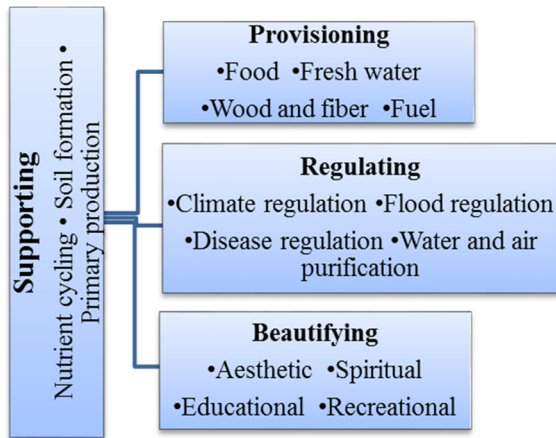 Supporting
Nutrient cycling • Soil formation •
Primary production
Provisioning
•Food •Fresh water
•Wood and fiber •Fuel
Regulating
•Climate regulation •Flood regulation
•Disease regulation •Water and air
purification
Beautifying
•Aesthetic •Spiritual
•Educational •Recreational